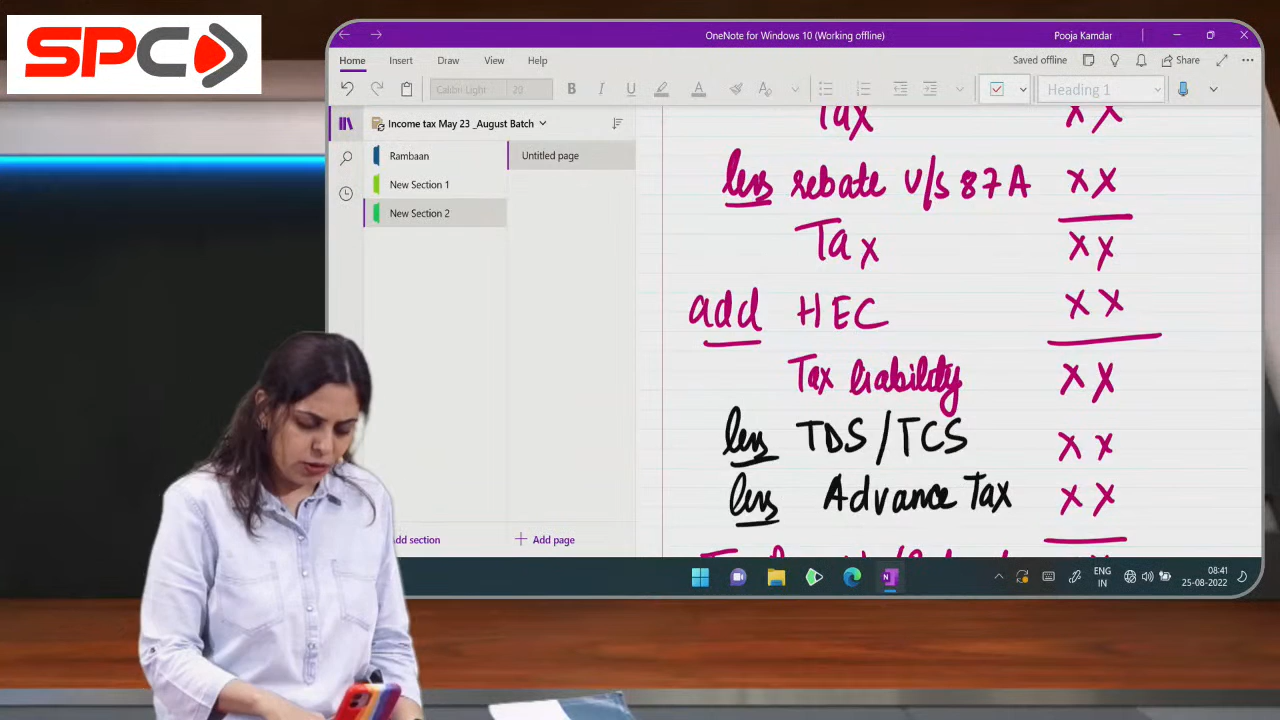 SPC
OneNote for Windows 10 (Working offline)
Pooja Kamdar
Home Insert Draw View Help
Saved offline
Share
Calibri Light 20
B I U A
Heading 1
Income tax May 23 _August Batch
Rambaan
New Section 1
New Section 2
Untitled page
Add page
dd section
Tax xx
less rebate U/s 87A xx
Tax xx
add HEC xx
Tax liability xx
less TDS/TCS xx
less Advance Tax xx
ENG
IN
08:41
25-08-2022